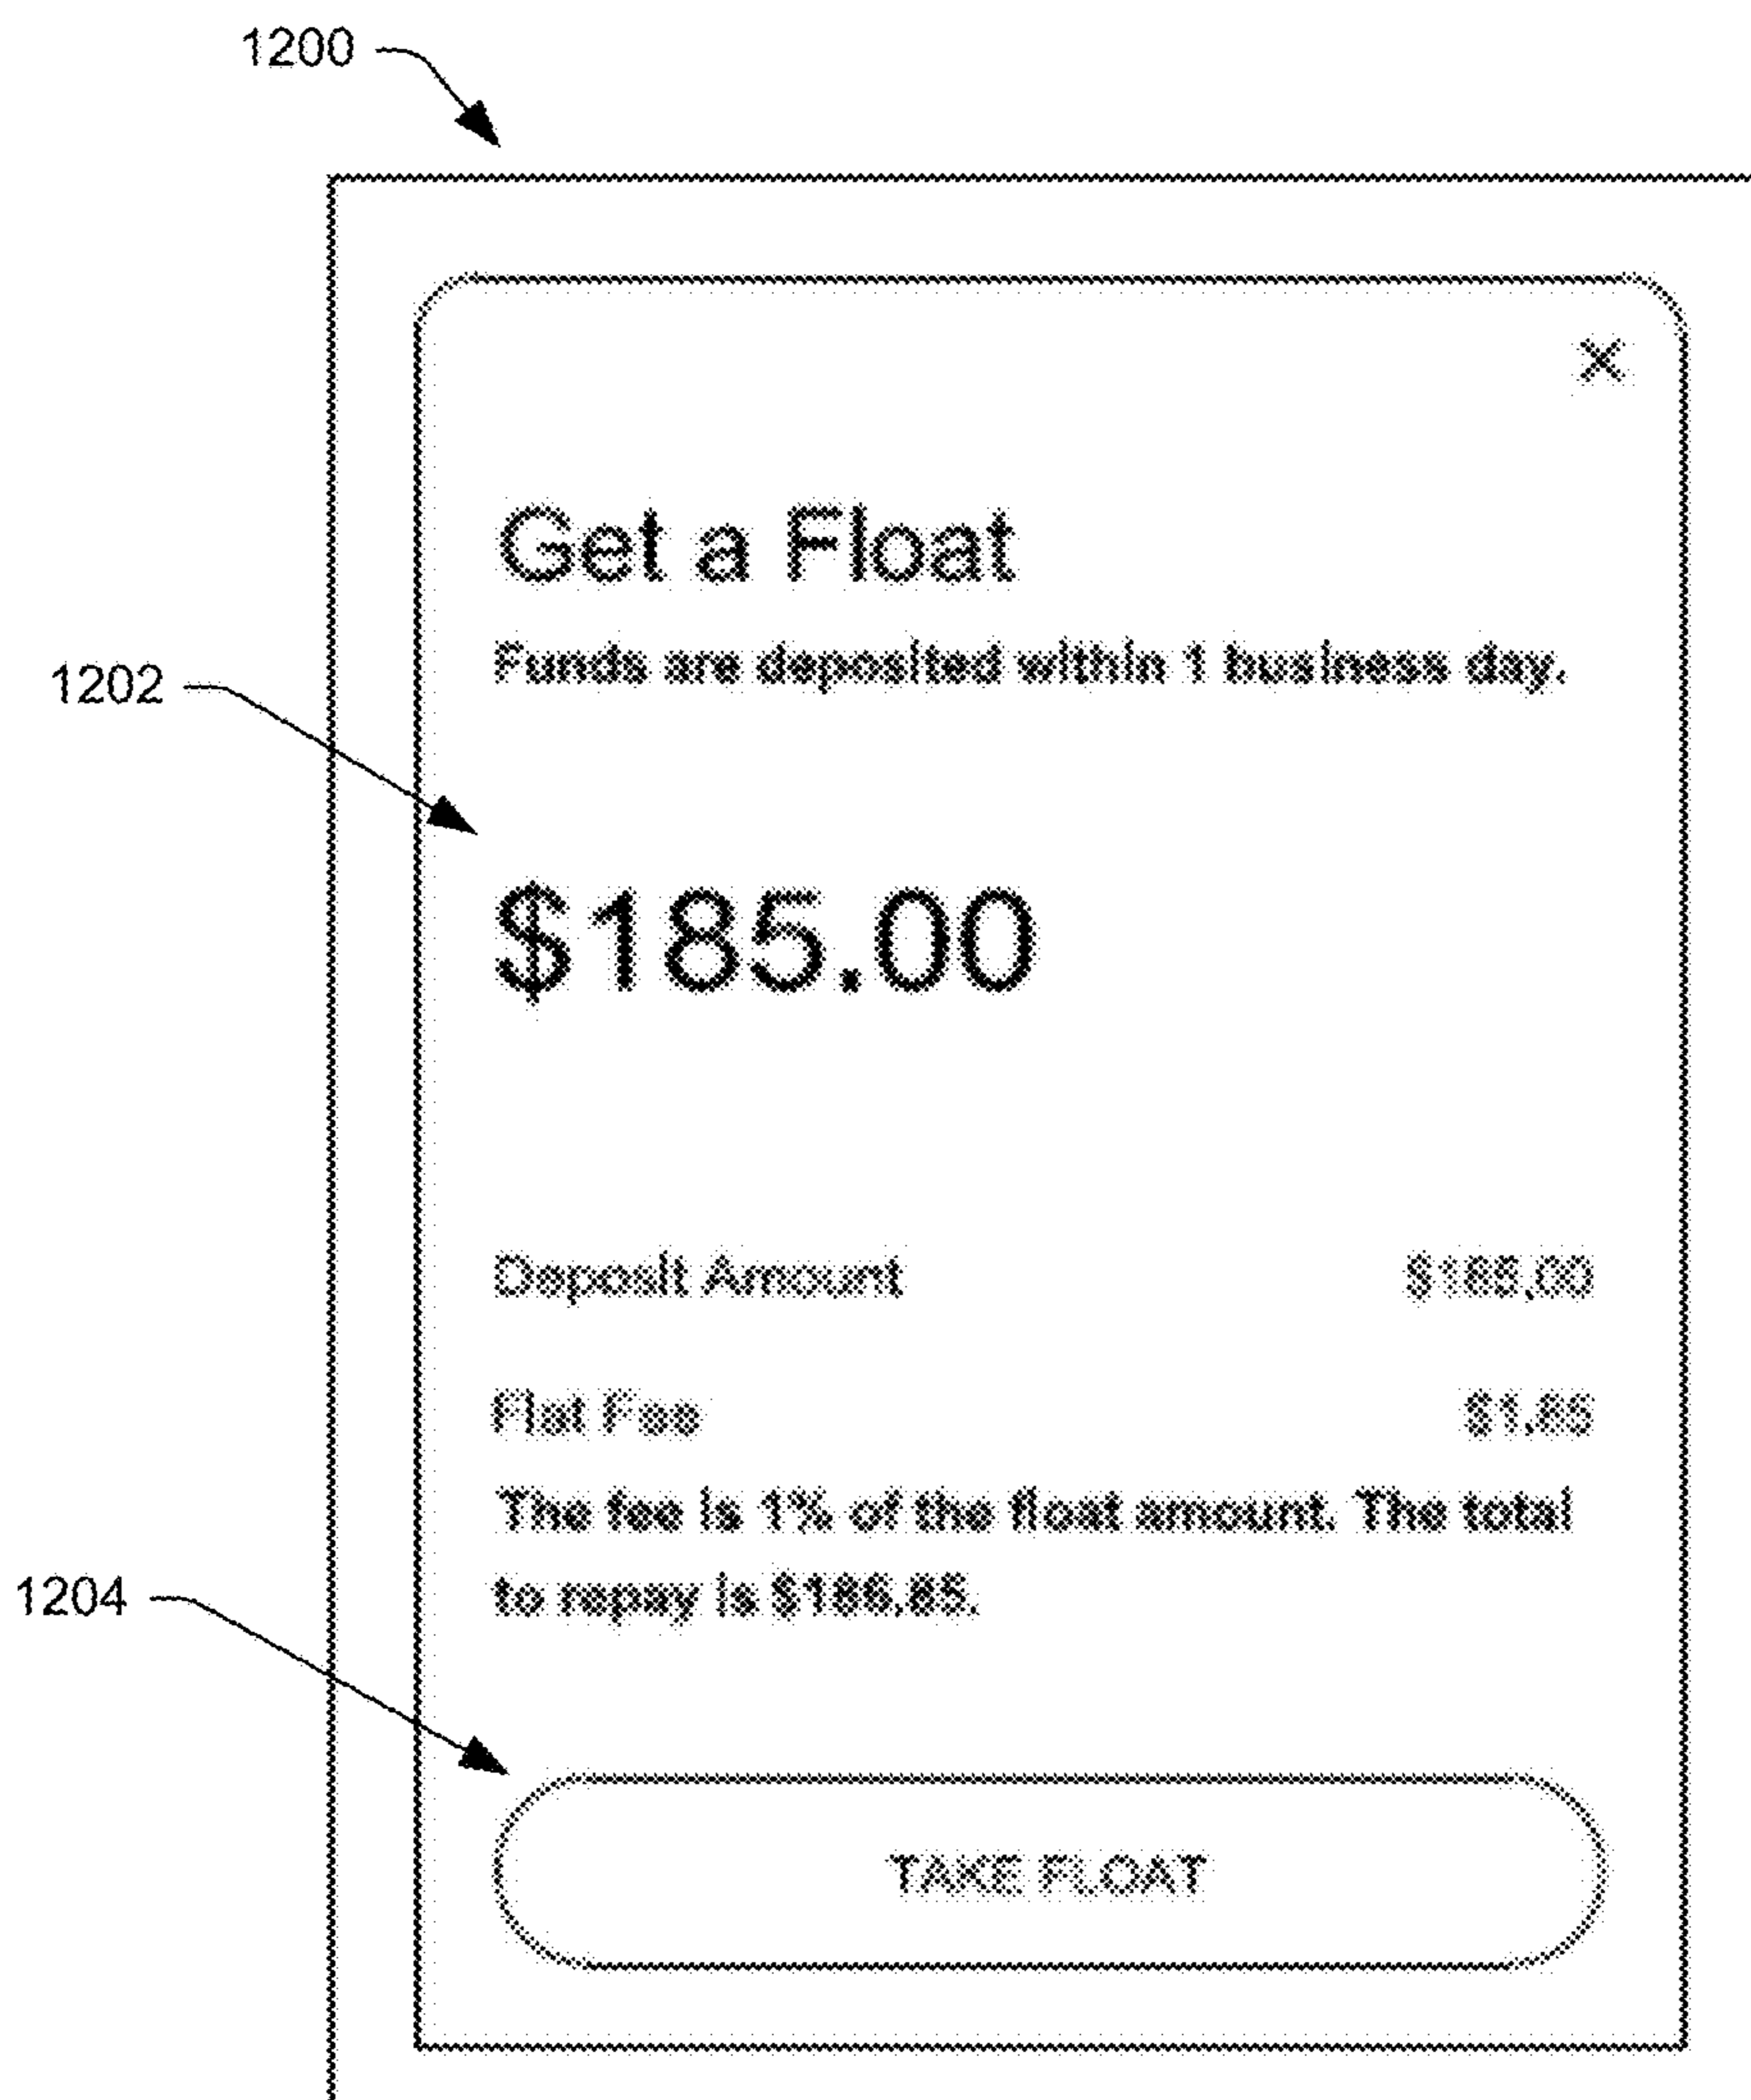 1200
×
Get a Float
Funds are deposited within 1 business day.
1202
$185.00
Deposit Amount $185.00
Flat Fee $1.85
The fee is 1% of the float amount. The total
to repay is $186.85.
1204
TAKE FLOAT